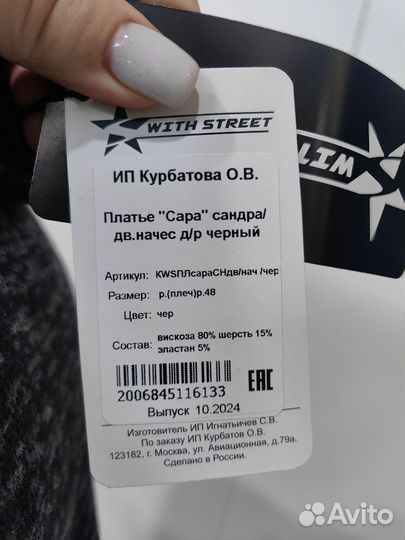 WITH STREET
WIT
ИП Курбатова О.В.
Платье "Сара" сандра/
дв.начес д/р черный
Артикул: KWSПЛсараСНдв/нач /чер
Размер: р.(плеч)р.48
Цвет: чер
Состав: вискоза 80% шерсть 15%
эластан 5%
2006845116133
EAC
Выпуск 10.2024
Изготовитель ИП Игнатьичев С.В.
По заказу ИП Курбатов О.В.
123182, г. Москва, ул. Авиационная, д.79а.
Сделано в России.
Avito